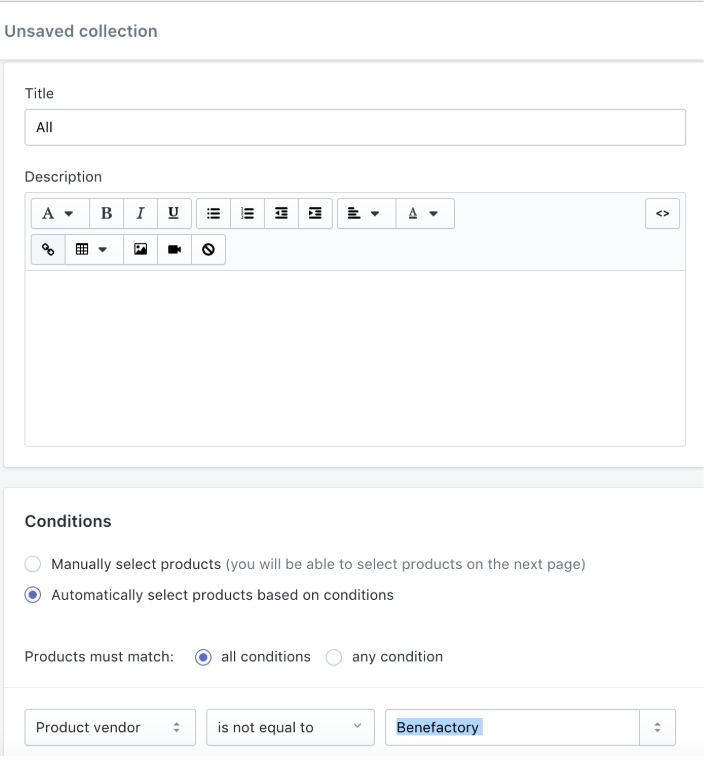 Unsaved collection
Title
All
Description
A B I U A <>
Conditions
Manually select products (you will be able to select products on the next page)
Automatically select products based on conditions
Products must match: all conditions any condition
Product vendor is not equal to Benefactory